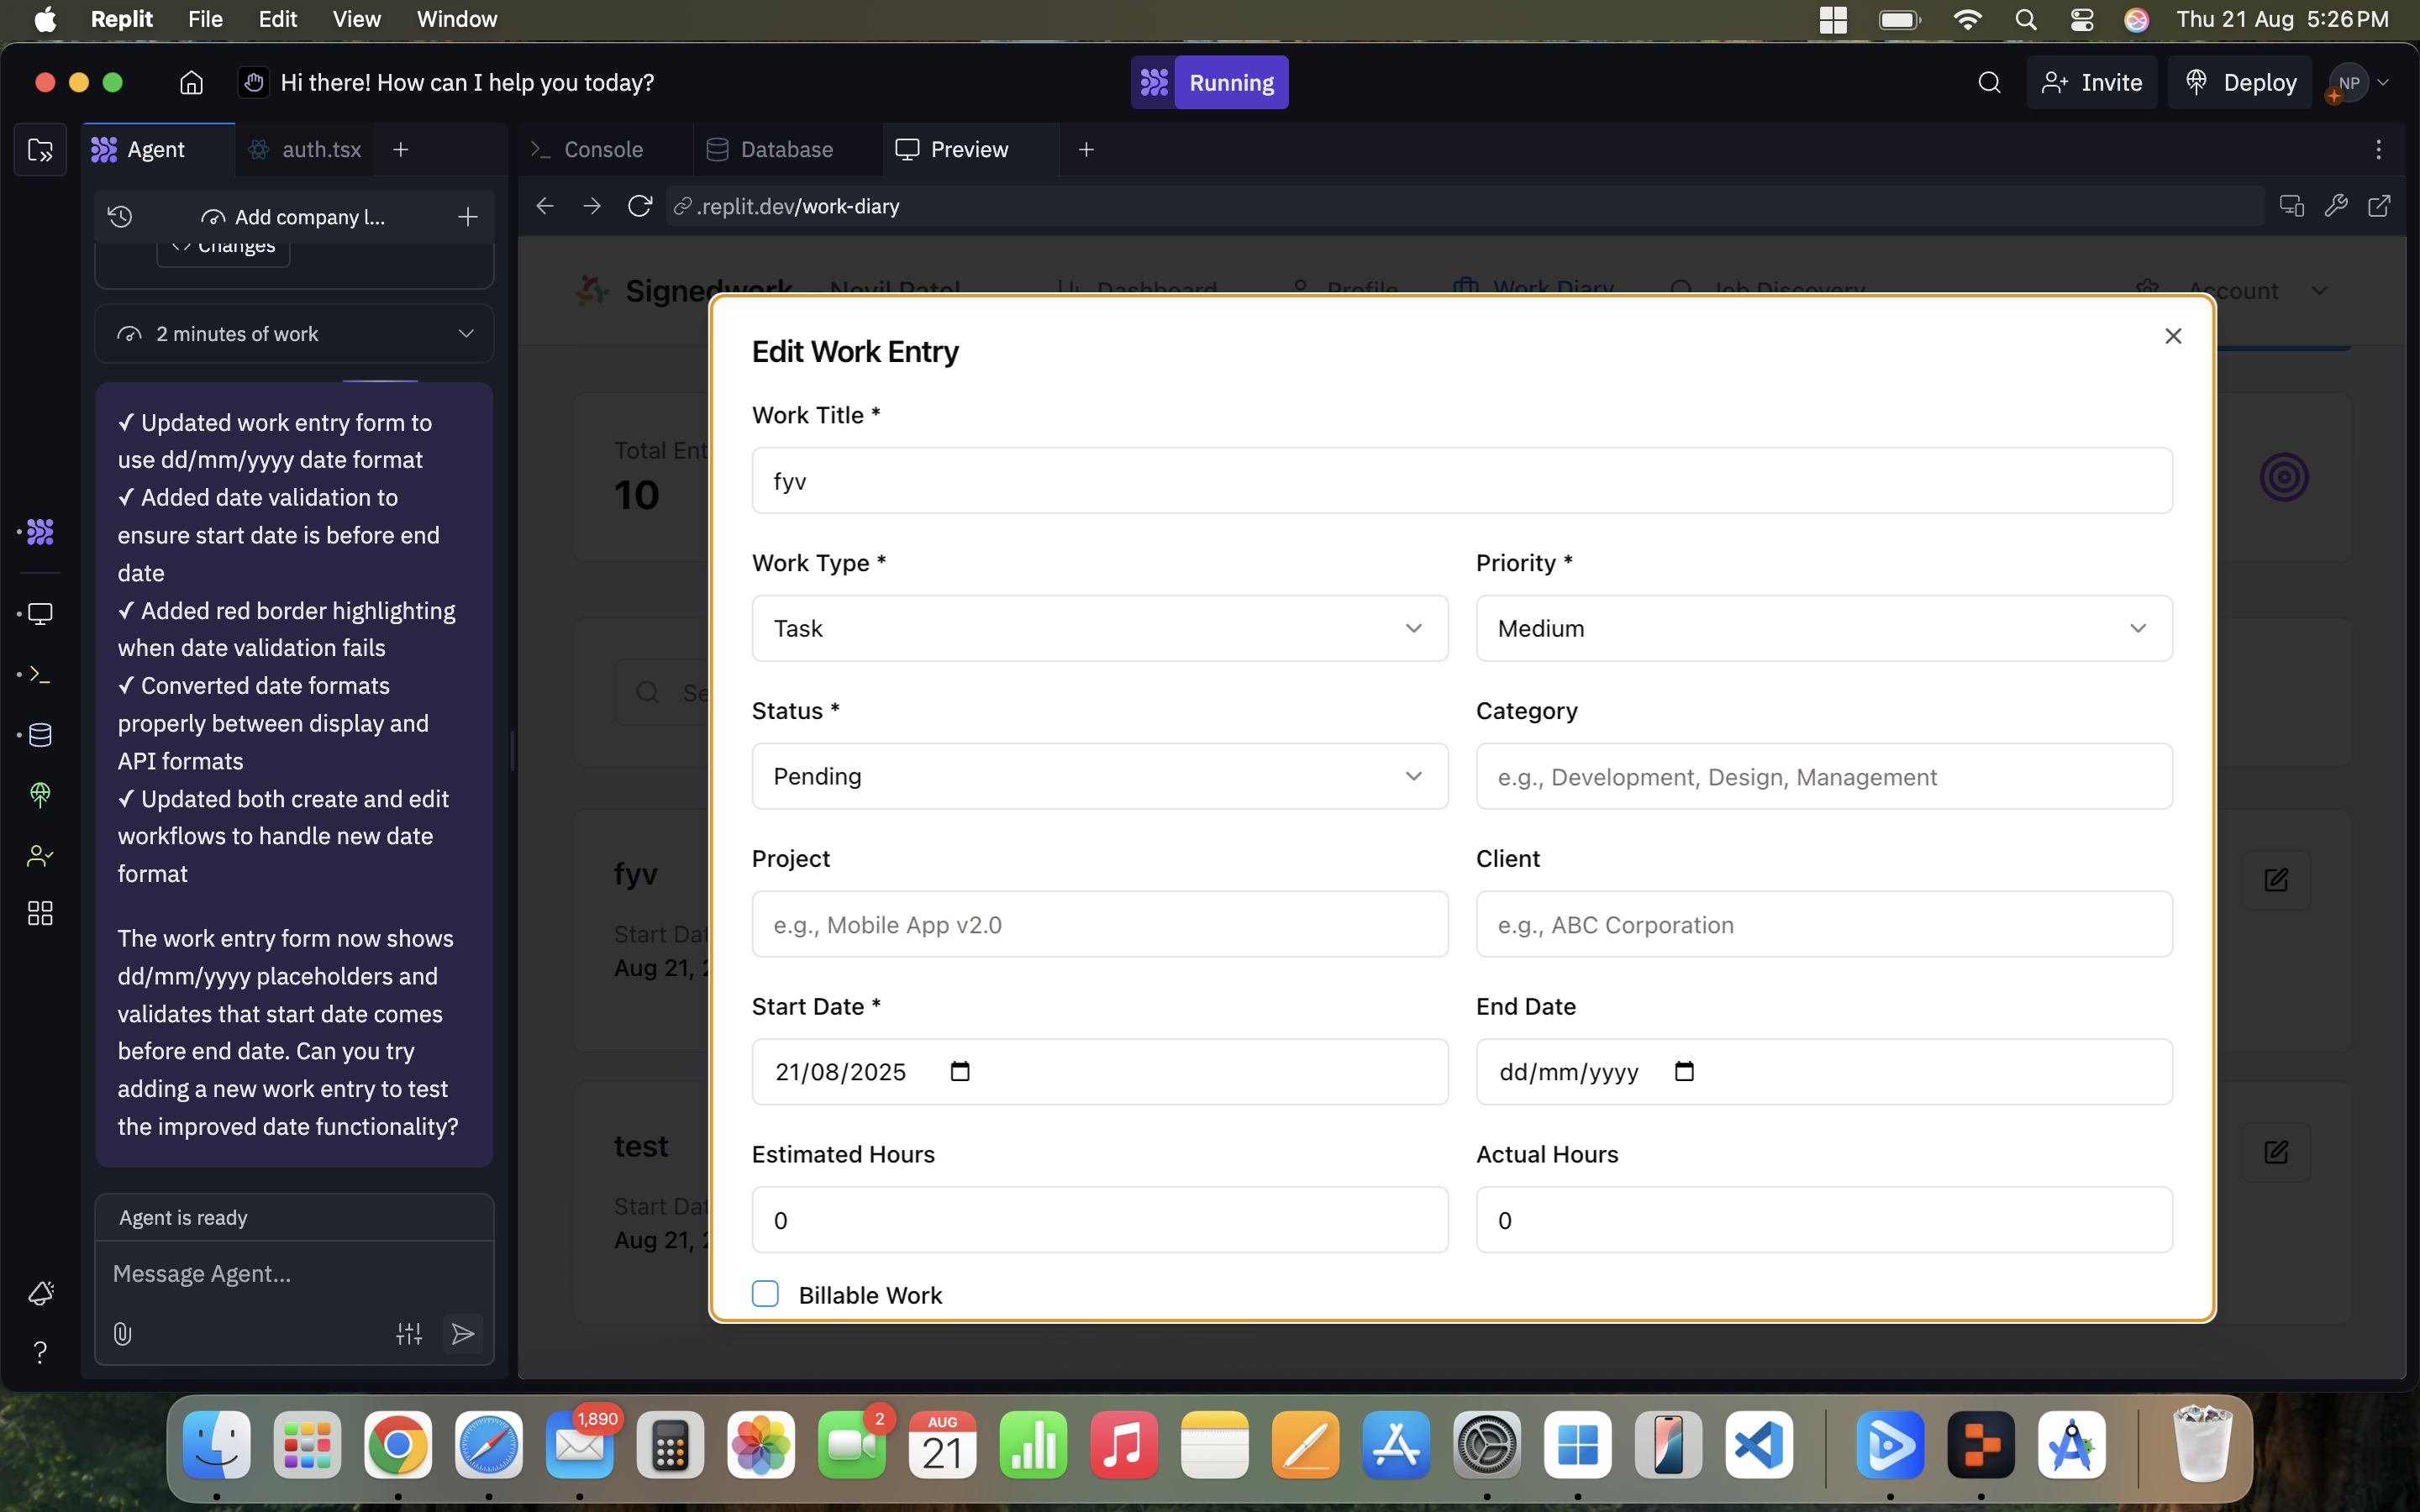 Replit File Edit View Window Thu 21 Aug 5:26 PM
Hi there! How can I help you today? Running Invite Deploy NP
Agent auth.tsx Console Database Preview
Add company l... .replit.dev/work-diary
Changes
2 minutes of work
✓ Updated work entry form to
use dd/mm/yyyy date format
✓ Added date validation to
ensure start date is before end
date
✓ Added red border highlighting
when date validation fails
✓ Converted date formats
properly between display and
API formats
✓ Updated both create and edit
workflows to handle new date
format
The work entry form now shows
dd/mm/yyyy placeholders and
validates that start date comes
before end date. Can you try
adding a new work entry to test
the improved date functionality?
Agent is ready
Message Agent...
Signedwork Novil Patel Dashboard Profile Work Diary Job Discovery Account
Total Ent
10
Se
fyv
Start Dat
Aug 21, 2
test
Start Dat
Aug 21, 2
Edit Work Entry
Work Title *
fyv
Work Type * Priority *
Task Medium
Status * Category
Pending e.g., Development, Design, Management
Project Client
e.g., Mobile App v2.0 e.g., ABC Corporation
Start Date * End Date
21/08/2025 dd/mm/yyyy
Estimated Hours Actual Hours
0 0
Billable Work
1,890 2 AUG
21